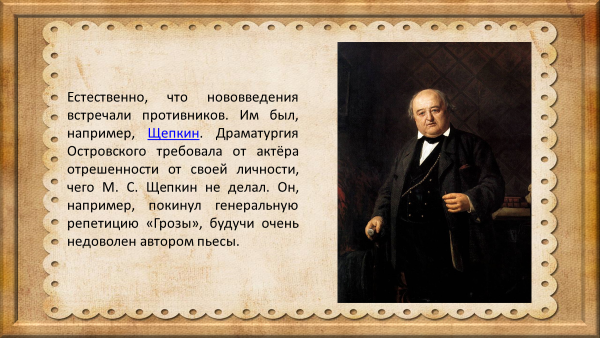 Естественно, что нововведения
встречали противников. Им был,
например, Щепкин. Драматургия
Островского требовала от актёра
отрешенности от своей личности,
чего М. С. Щепкин не делал. Он,
например, покинул генеральную
репетицию «Грозы», будучи очень
недоволен автором пьесы.